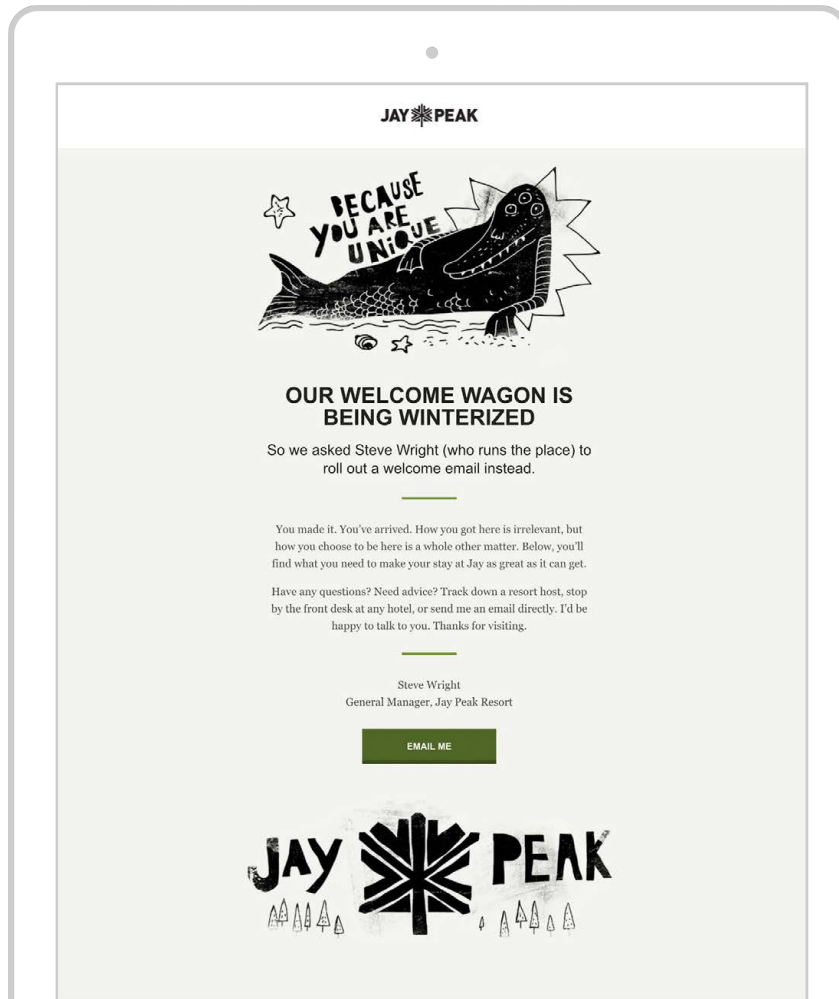 JAY PEAK
BECAUSE
YOU ARE
UNiQUE
OUR WELCOME WAGON IS
BEING WINTERIZED
So we asked Steve Wright (who runs the place) to
roll out a welcome email instead.
You made it. You’ve arrived. How you got here is irrelevant, but
how you choose to be here is a whole other matter. Below, you’ll
find what you need to make your stay at Jay as great as it can get.
Have any questions? Need advice? Track down a resort host, stop
by the front desk at any hotel, or send me an email directly. I’d be
happy to talk to you. Thanks for visiting.
Steve Wright
General Manager, Jay Peak Resort
EMAIL ME
JAY PEAK